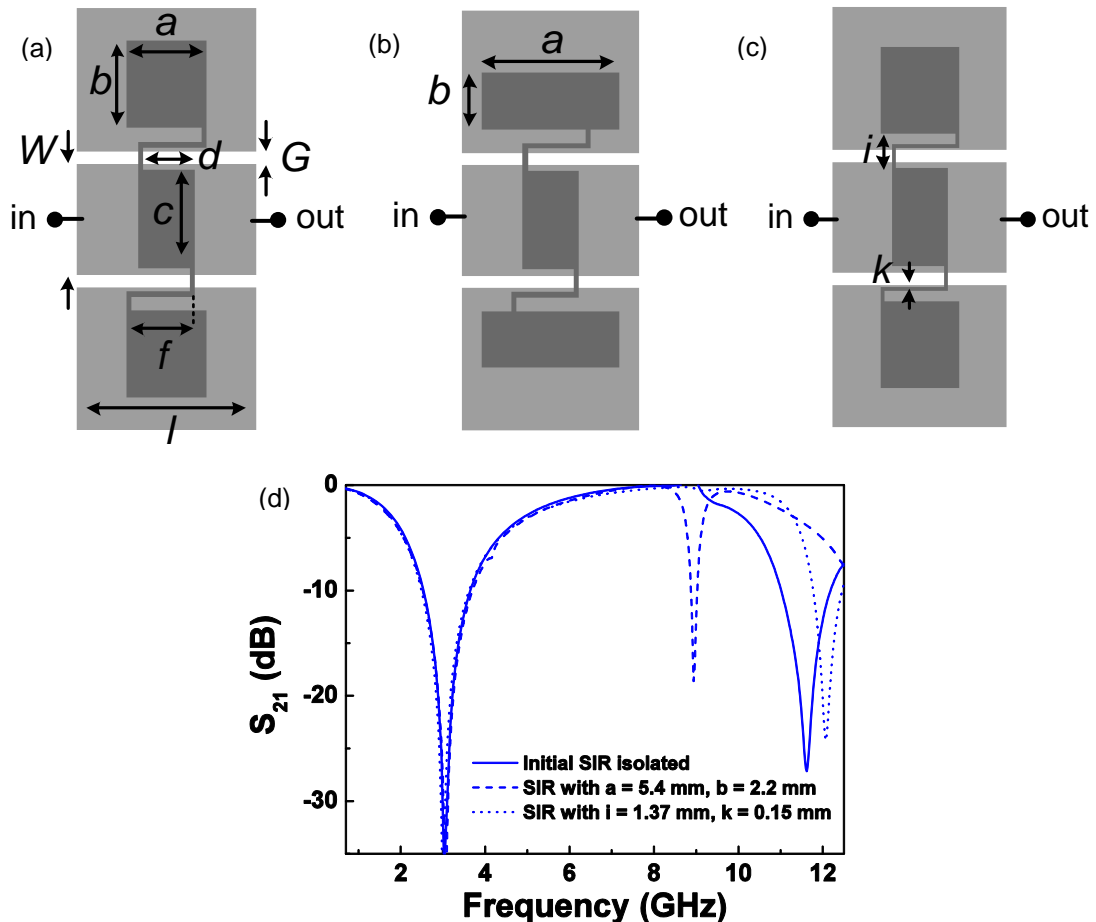 (a)
a
b
W
d
G
in
c
out
f
l
(b)
a
b
in
out
(c)
i
in
out
k
(d)
0
-10
-20
-30
S21 (dB)
Initial SIR isolated
SIR with a = 5.4 mm, b = 2.2 mm
SIR with i = 1.37 mm, k = 0.15 mm
2 4 6 8 10 12
Frequency (GHz)